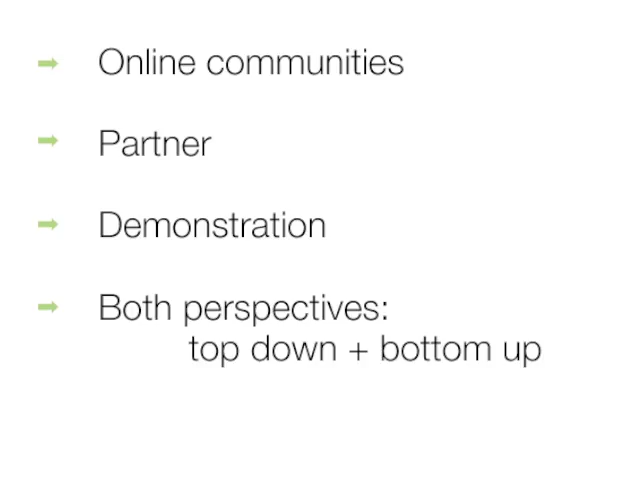 Online communities
Partner
Demonstration
Both perspectives:
top down + bottom up